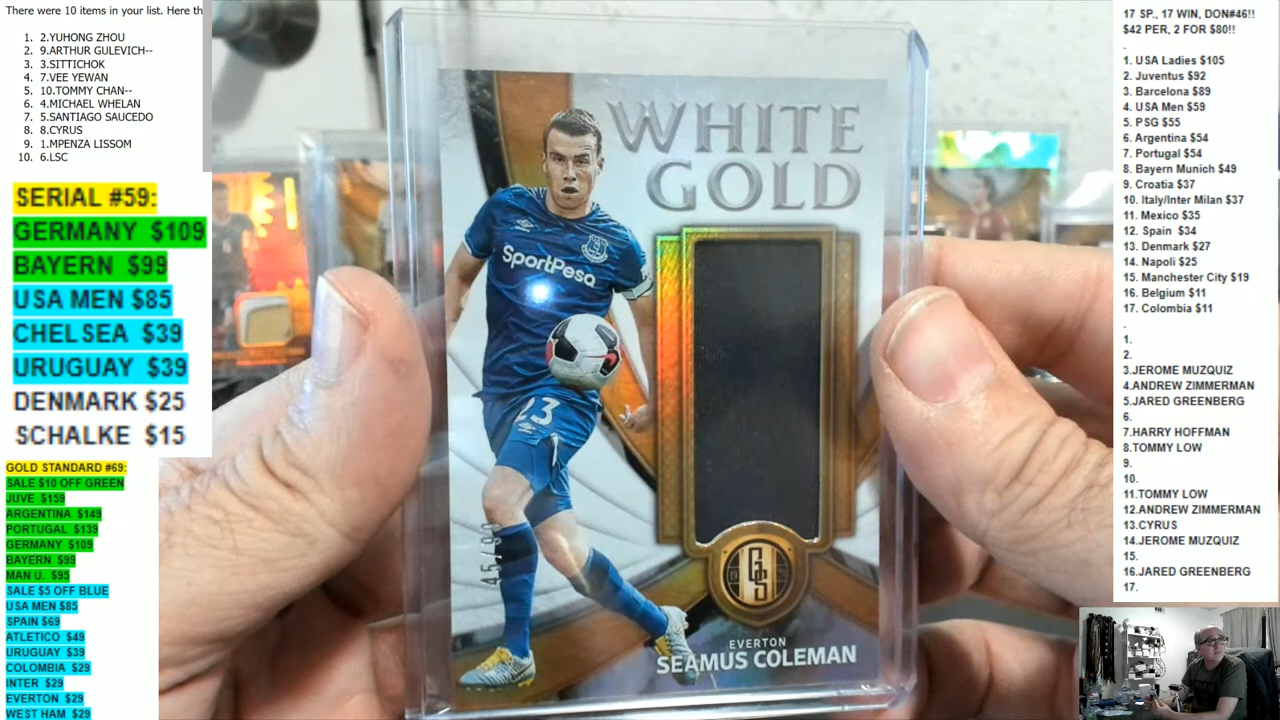 There were 10 items in your list. Here th
1. 2.YUHONG ZHOU
2. 9.ARTHUR GULEVICH--
3. 3.SITTICHOK
4. 7.VEE YEWAN
5. 10.TOMMY CHAN--
6. 4.MICHAEL WHELAN
7. 5.SANTIAGO SAUCEDO
8. 8.CYRUS
9. 1.MPENZA LISSOM
10. 6.LSC
SERIAL #59:
GERMANY $109
BAYERN $99
USA MEN $85
CHELSEA $39
URUGUAY $39
DENMARK $25
SCHALKE $15
GOLD STANDARD #69:
SALE $10 OFF GREEN
JUVE $159
ARGENTINA $149
PORTUGAL $139
GERMANY $109
BAYERN $99
MAN U. $95
SALE $5 OFF BLUE
USA MEN $85
SPAIN $69
ATLETICO $49
URUGUAY $39
COLOMBIA $29
INTER $29
EVERTON $29
WEST HAM $29
WHITE
GOLD
SportPesa
23
GS
EVERTON
SEAMUS COLEMAN
17 SP., 17 WIN, DON#46!!
$42 PER, 2 FOR $80!!
.
1. USA Ladies $105
2. Juventus $92
3. Barcelona $89
4. USA Men $59
5. PSG $55
6. Argentina $54
7. Portugal $54
8. Bayern Munich $49
9. Croatia $37
10. Italy/Inter Milan $37
11. Mexico $35
12. Spain $34
13. Denmark $27
14. Napoli $25
15. Manchester City $19
16. Belgium $11
17. Colombia $11
.
1.
2.
3.JEROME MUZQUIZ
4.ANDREW ZIMMERMAN
5.JARED GREENBERG
6.
7.HARRY HOFFMAN
8.TOMMY LOW
9.
10.
11.TOMMY LOW
12.ANDREW ZIMMERMAN
13.CYRUS
14.JEROME MUZQUIZ
15.
16.JARED GREENBERG
17.